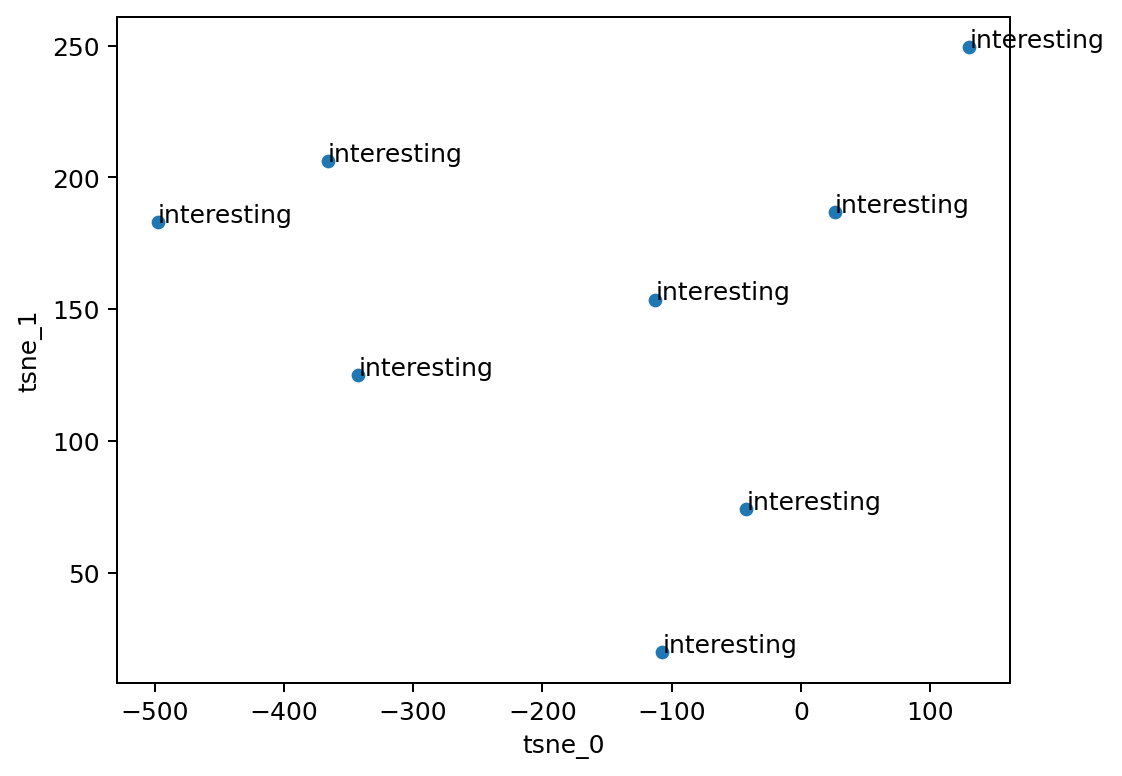 250
interesting
interesting
200
interesting
interesting
interesting
150
interesting
tsne_1
100
interesting
50
interesting
−500
−400
−300
−200
−100
0
100
tsne_0